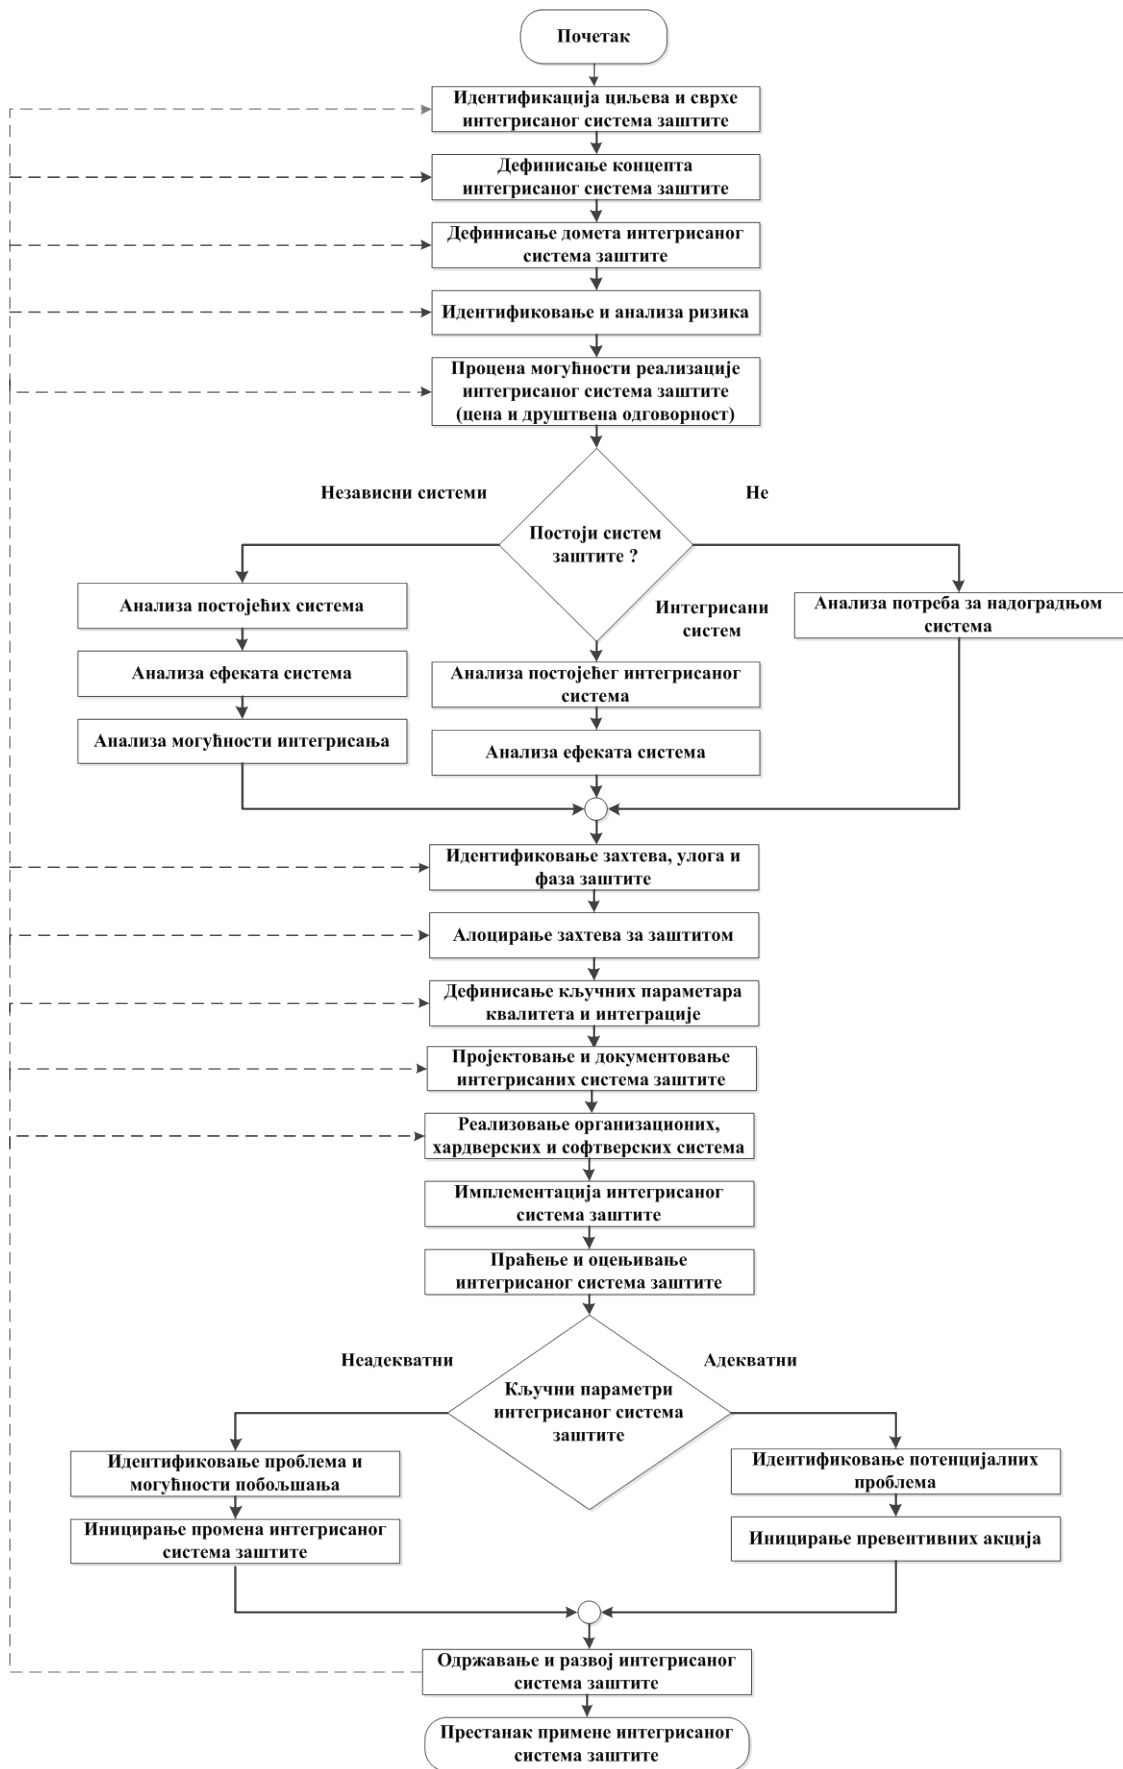 Почетак
Идентификација циљева и сврхе
интегрисаног система заштите
Дефинисање концепта
интегрисаног система заштите
Дефинисање домета интегрисаног
система заштите
Идентификовање и анализа ризика
Процена могућности реализације
интегрисаног система заштите
(цена и друштвена одговорност)
Независни системи
Не
Постоји систем
заштите ?
Интегрисани
систем
Анализа постојећих система
Анализа ефеката система
Анализа могућности интегрисања
Анализа постојећег интегрисаног
система
Анализа ефеката система
Анализа потреба за надоградњом
система
Идентификовање захтева, улога и
фаза заштите
Алоцирање захтева за заштитом
Дефинисање кључних параметара
квалитета и интеграције
Пројектовање и документовање
интегрисаних система заштите
Реализовање организационих,
хардверских и софтверских система
Имплементација интегрисаног
система заштите
Праћење и оцењивање
интегрисаног система заштите
Неадекватни
Адекватни
Кључни параметри
интегрисаног система
заштите
Идентификовање проблема и
могућности побољшања
Иницирање промена интегрисаног
система заштите
Идентификовање потенцијалних
проблема
Иницирање превентивних акција
Одржавање и развој интегрисаног
система заштите
Престанак примене интегрисаног
система заштите